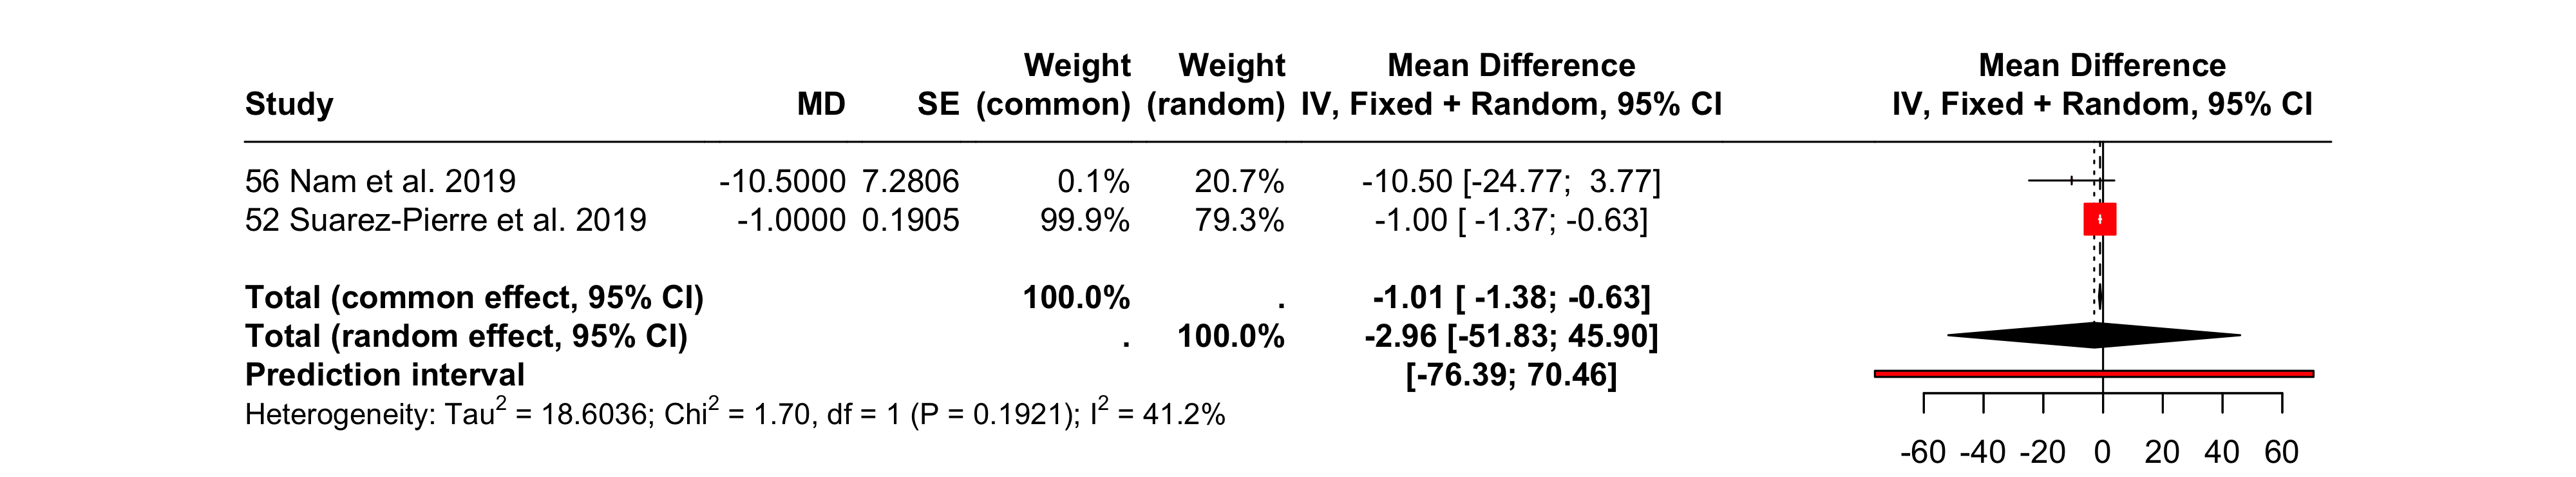 Weight Weight Mean Difference Mean Difference
Study MD SE (common) (random) IV, Fixed + Random, 95% CI IV, Fixed + Random, 95% CI
56 Nam et al. 2019 -10.5000 7.2806 0.1% 20.7% -10.50 [-24.77; 3.77]
52 Suarez-Pierre et al. 2019 -1.0000 0.1905 99.9% 79.3% -1.00 [ -1.37; -0.63]
Total (common effect, 95% CI) 100.0% . -1.01 [ -1.38; -0.63]
Total (random effect, 95% CI) . 100.0% -2.96 [-51.83; 45.90]
Prediction interval [-76.39; 70.46]
Heterogeneity: Tau² = 18.6036; Chi² = 1.70, df = 1 (P = 0.1921); I² = 41.2%
-60 -40 -20 0 20 40 60